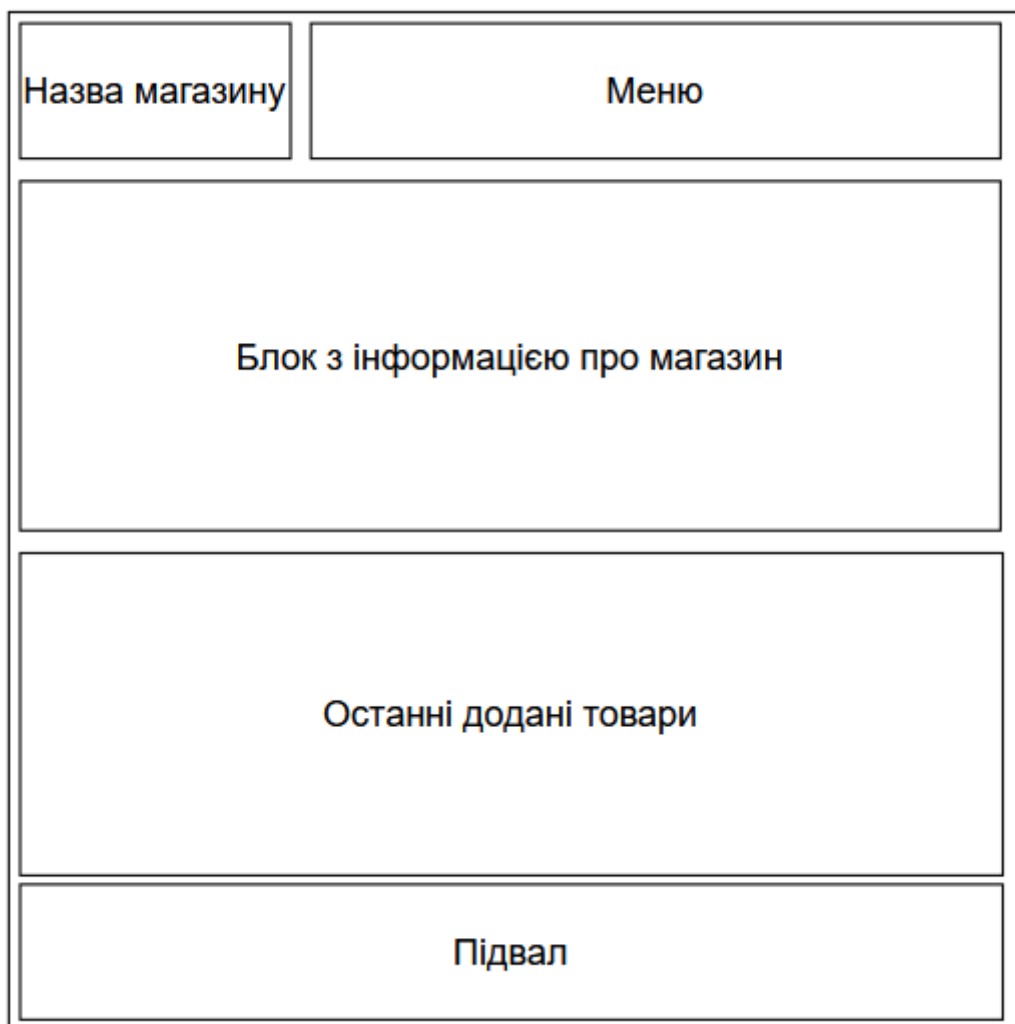 Назва магазину
Меню
Блок з інформацією про магазин
Останні додані товари
Підвал